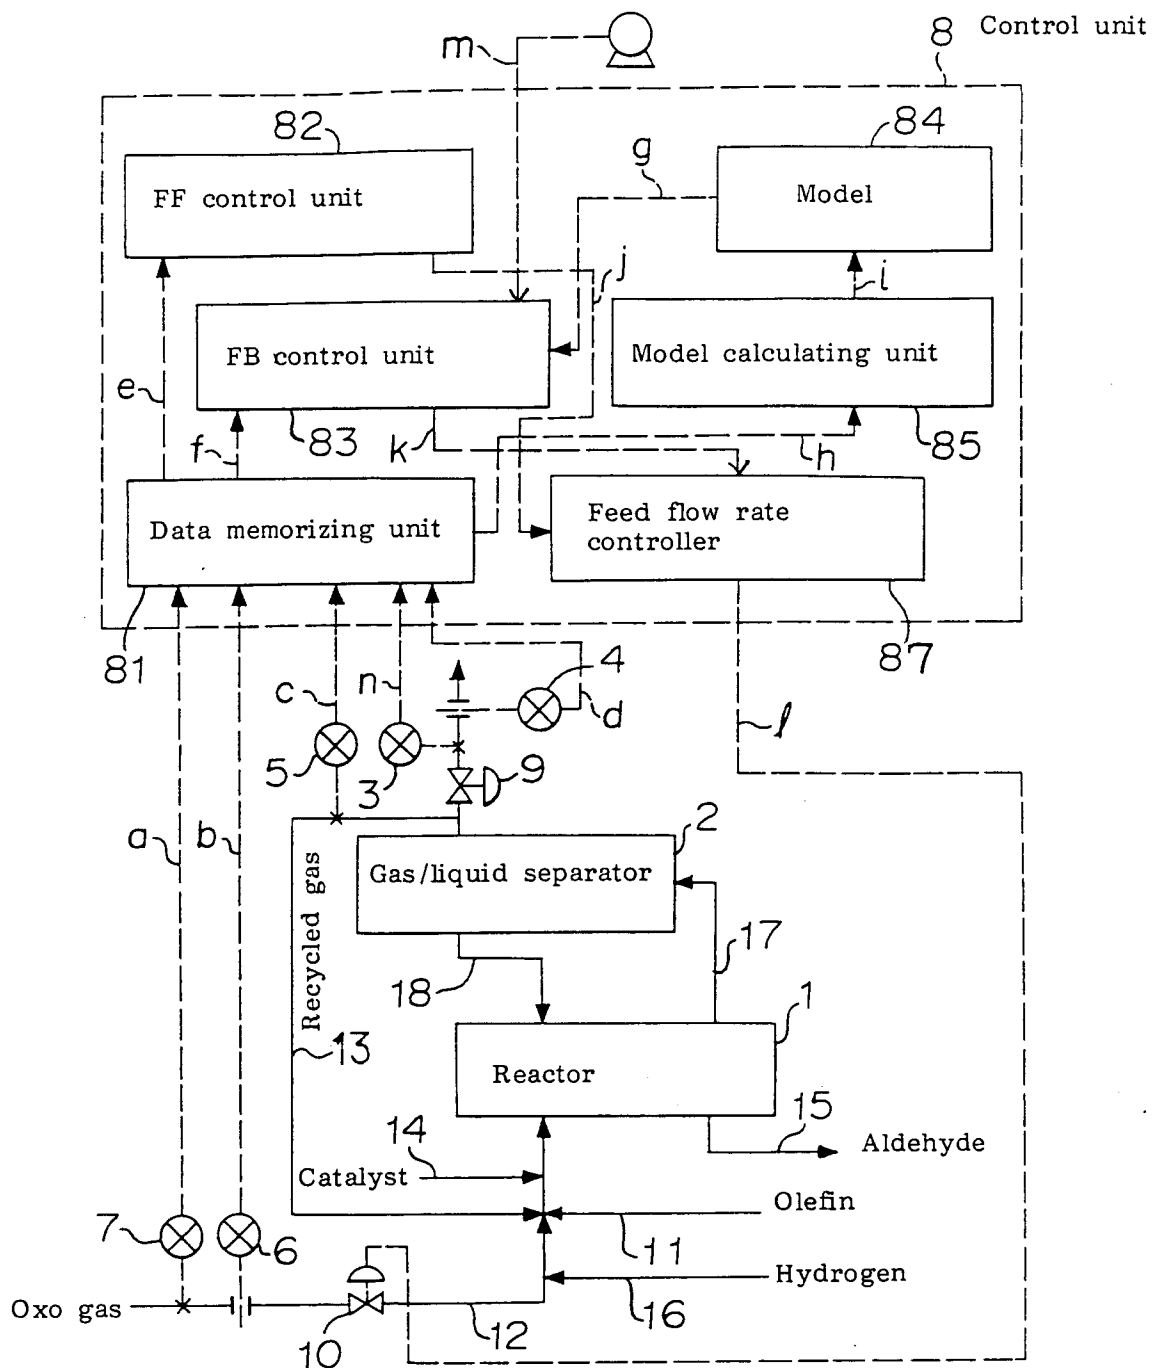 8 Control unit
m
82
84
FF control unit
g
Model
j
i
FB control unit
Model calculating unit
e
f
83
k
h
85
Data memorizing unit
Feed flow rate
controller
81
87
c
n
4
d
l
5
3
9
a
b
2
Gas/liquid separator
Recycled gas
17
18
1
13
Reactor
15
14
Aldehyde
Catalyst
Olefin
7
6
11
Hydrogen
16
Oxo gas
10
12